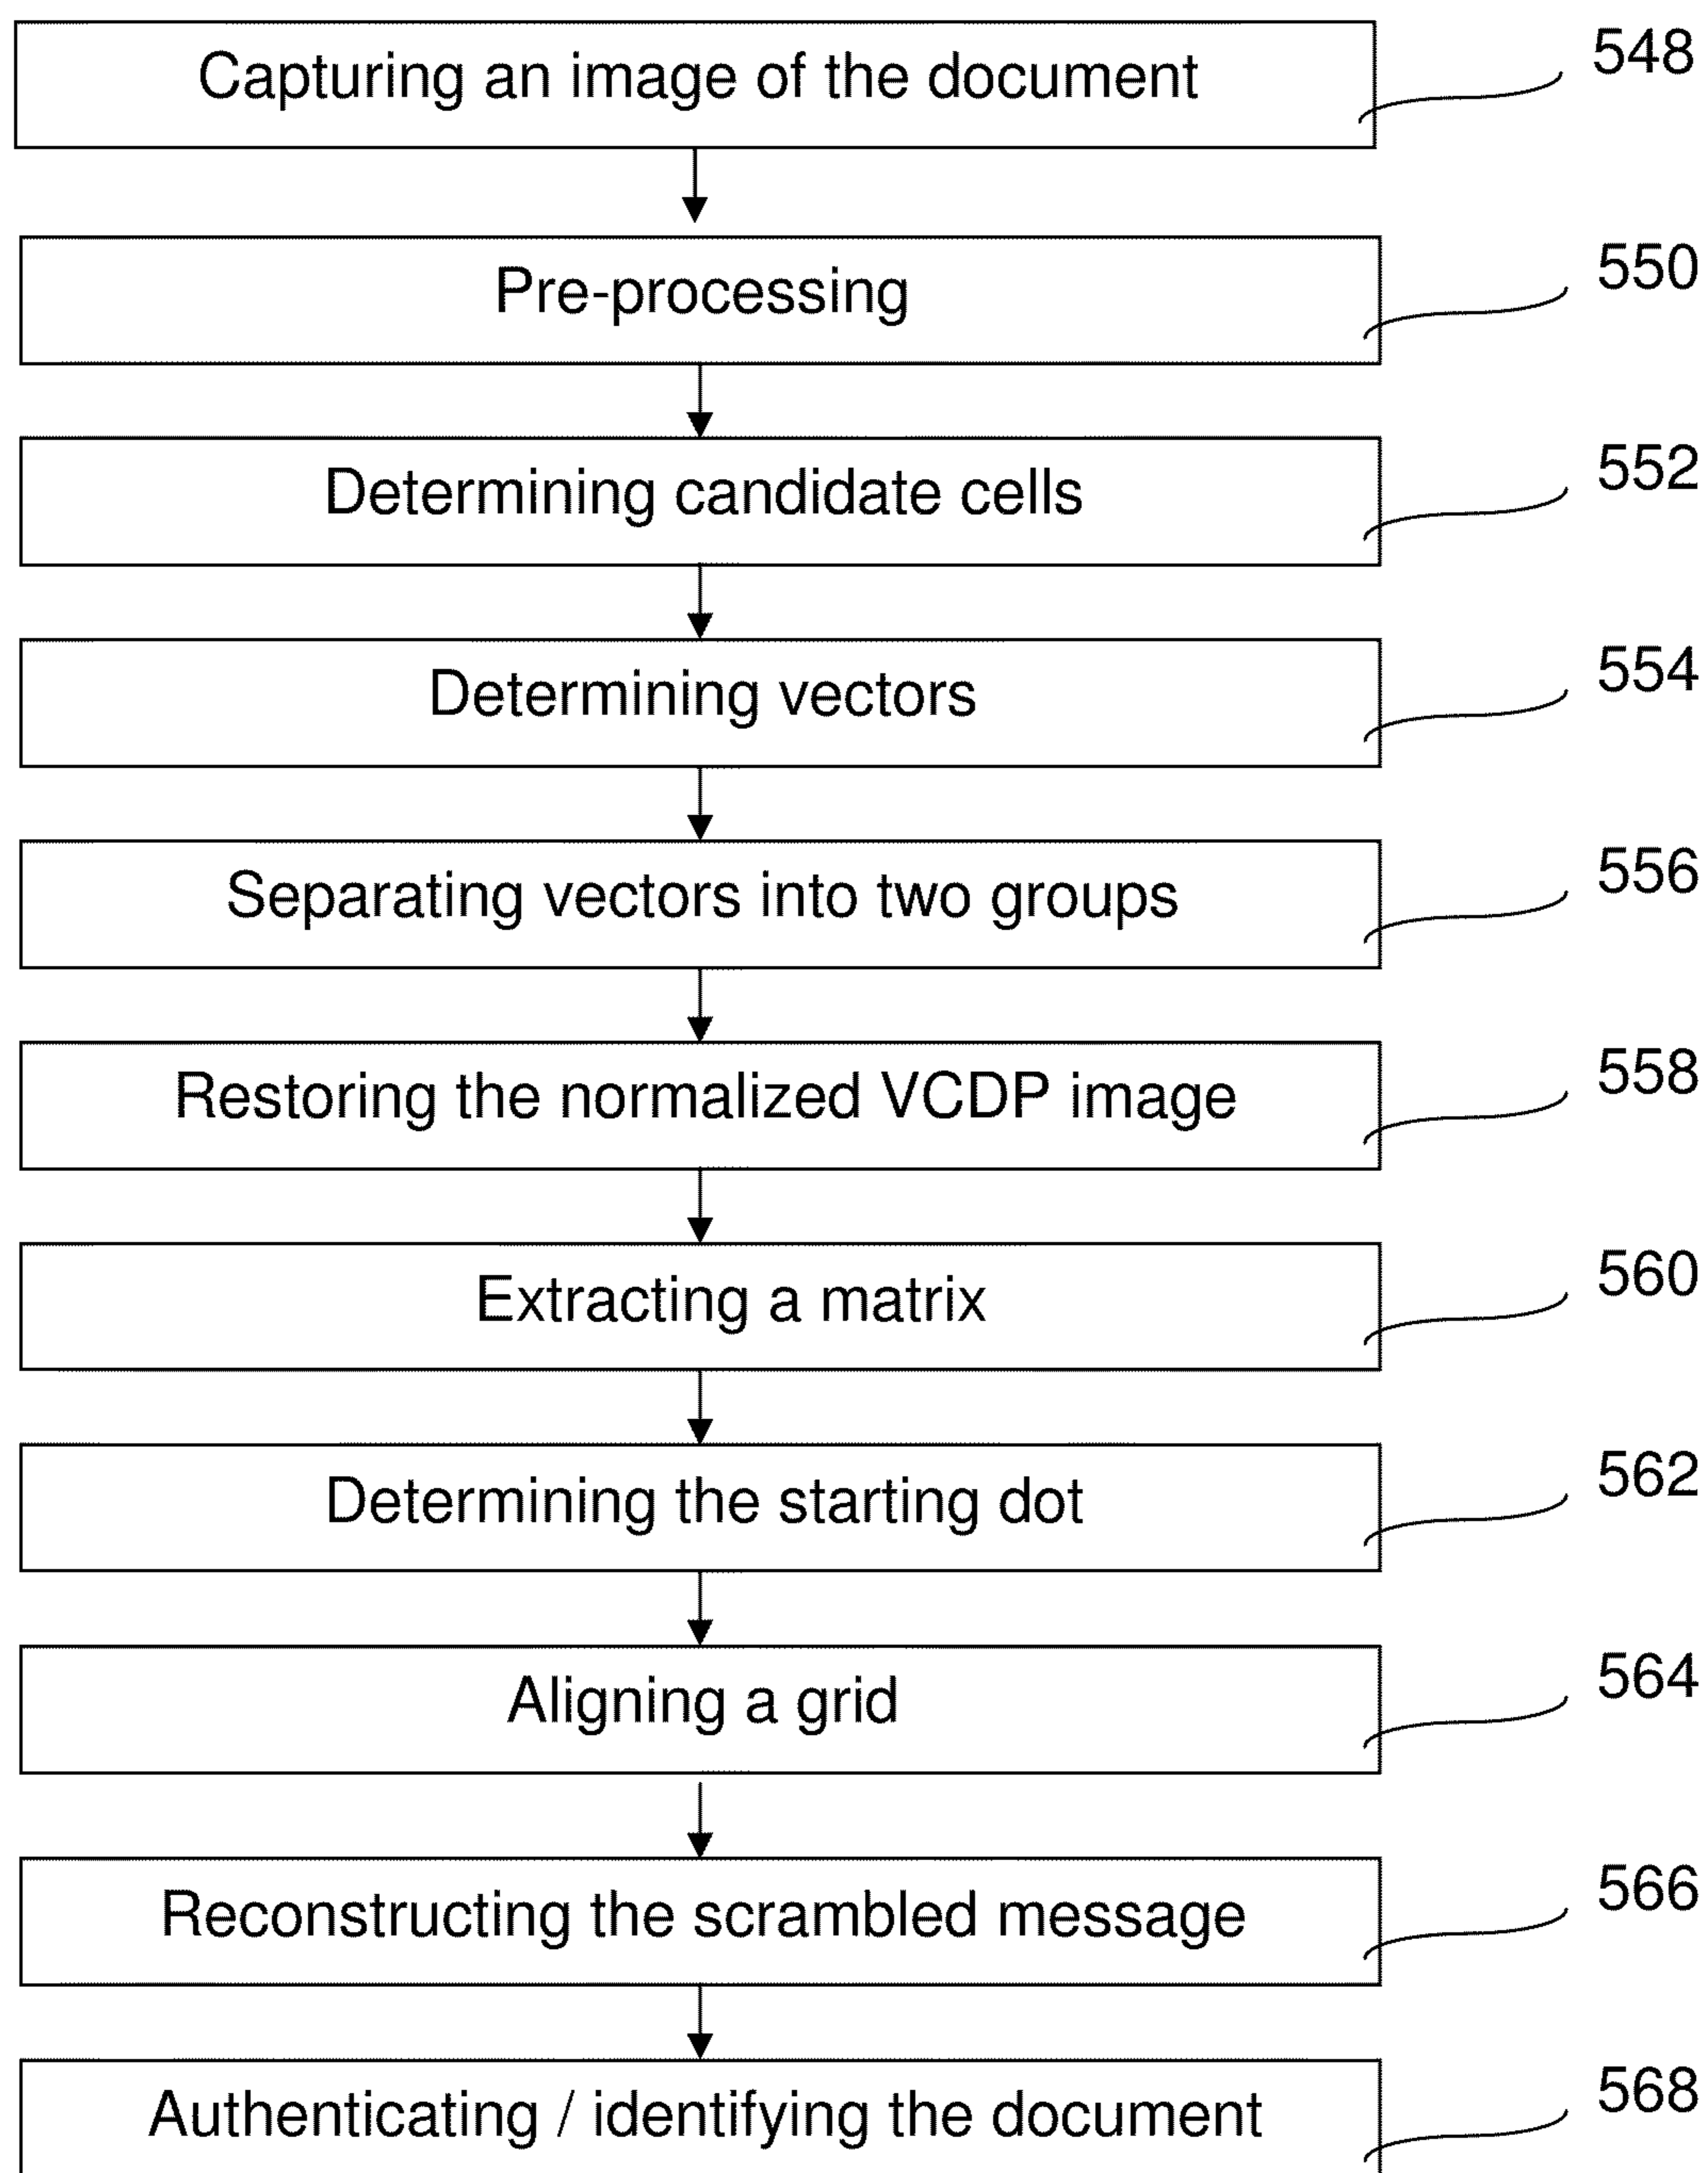 Capturing an image of the document 548
Pre-processing 550
Determining candidate cells 552
Determining vectors 554
Separating vectors into two groups 556
Restoring the normalized VCDP image 558
Extracting a matrix 560
Determining the starting dot 562
Aligning a grid 564
Reconstructing the scrambled message 566
Authenticating / identifying the document 568